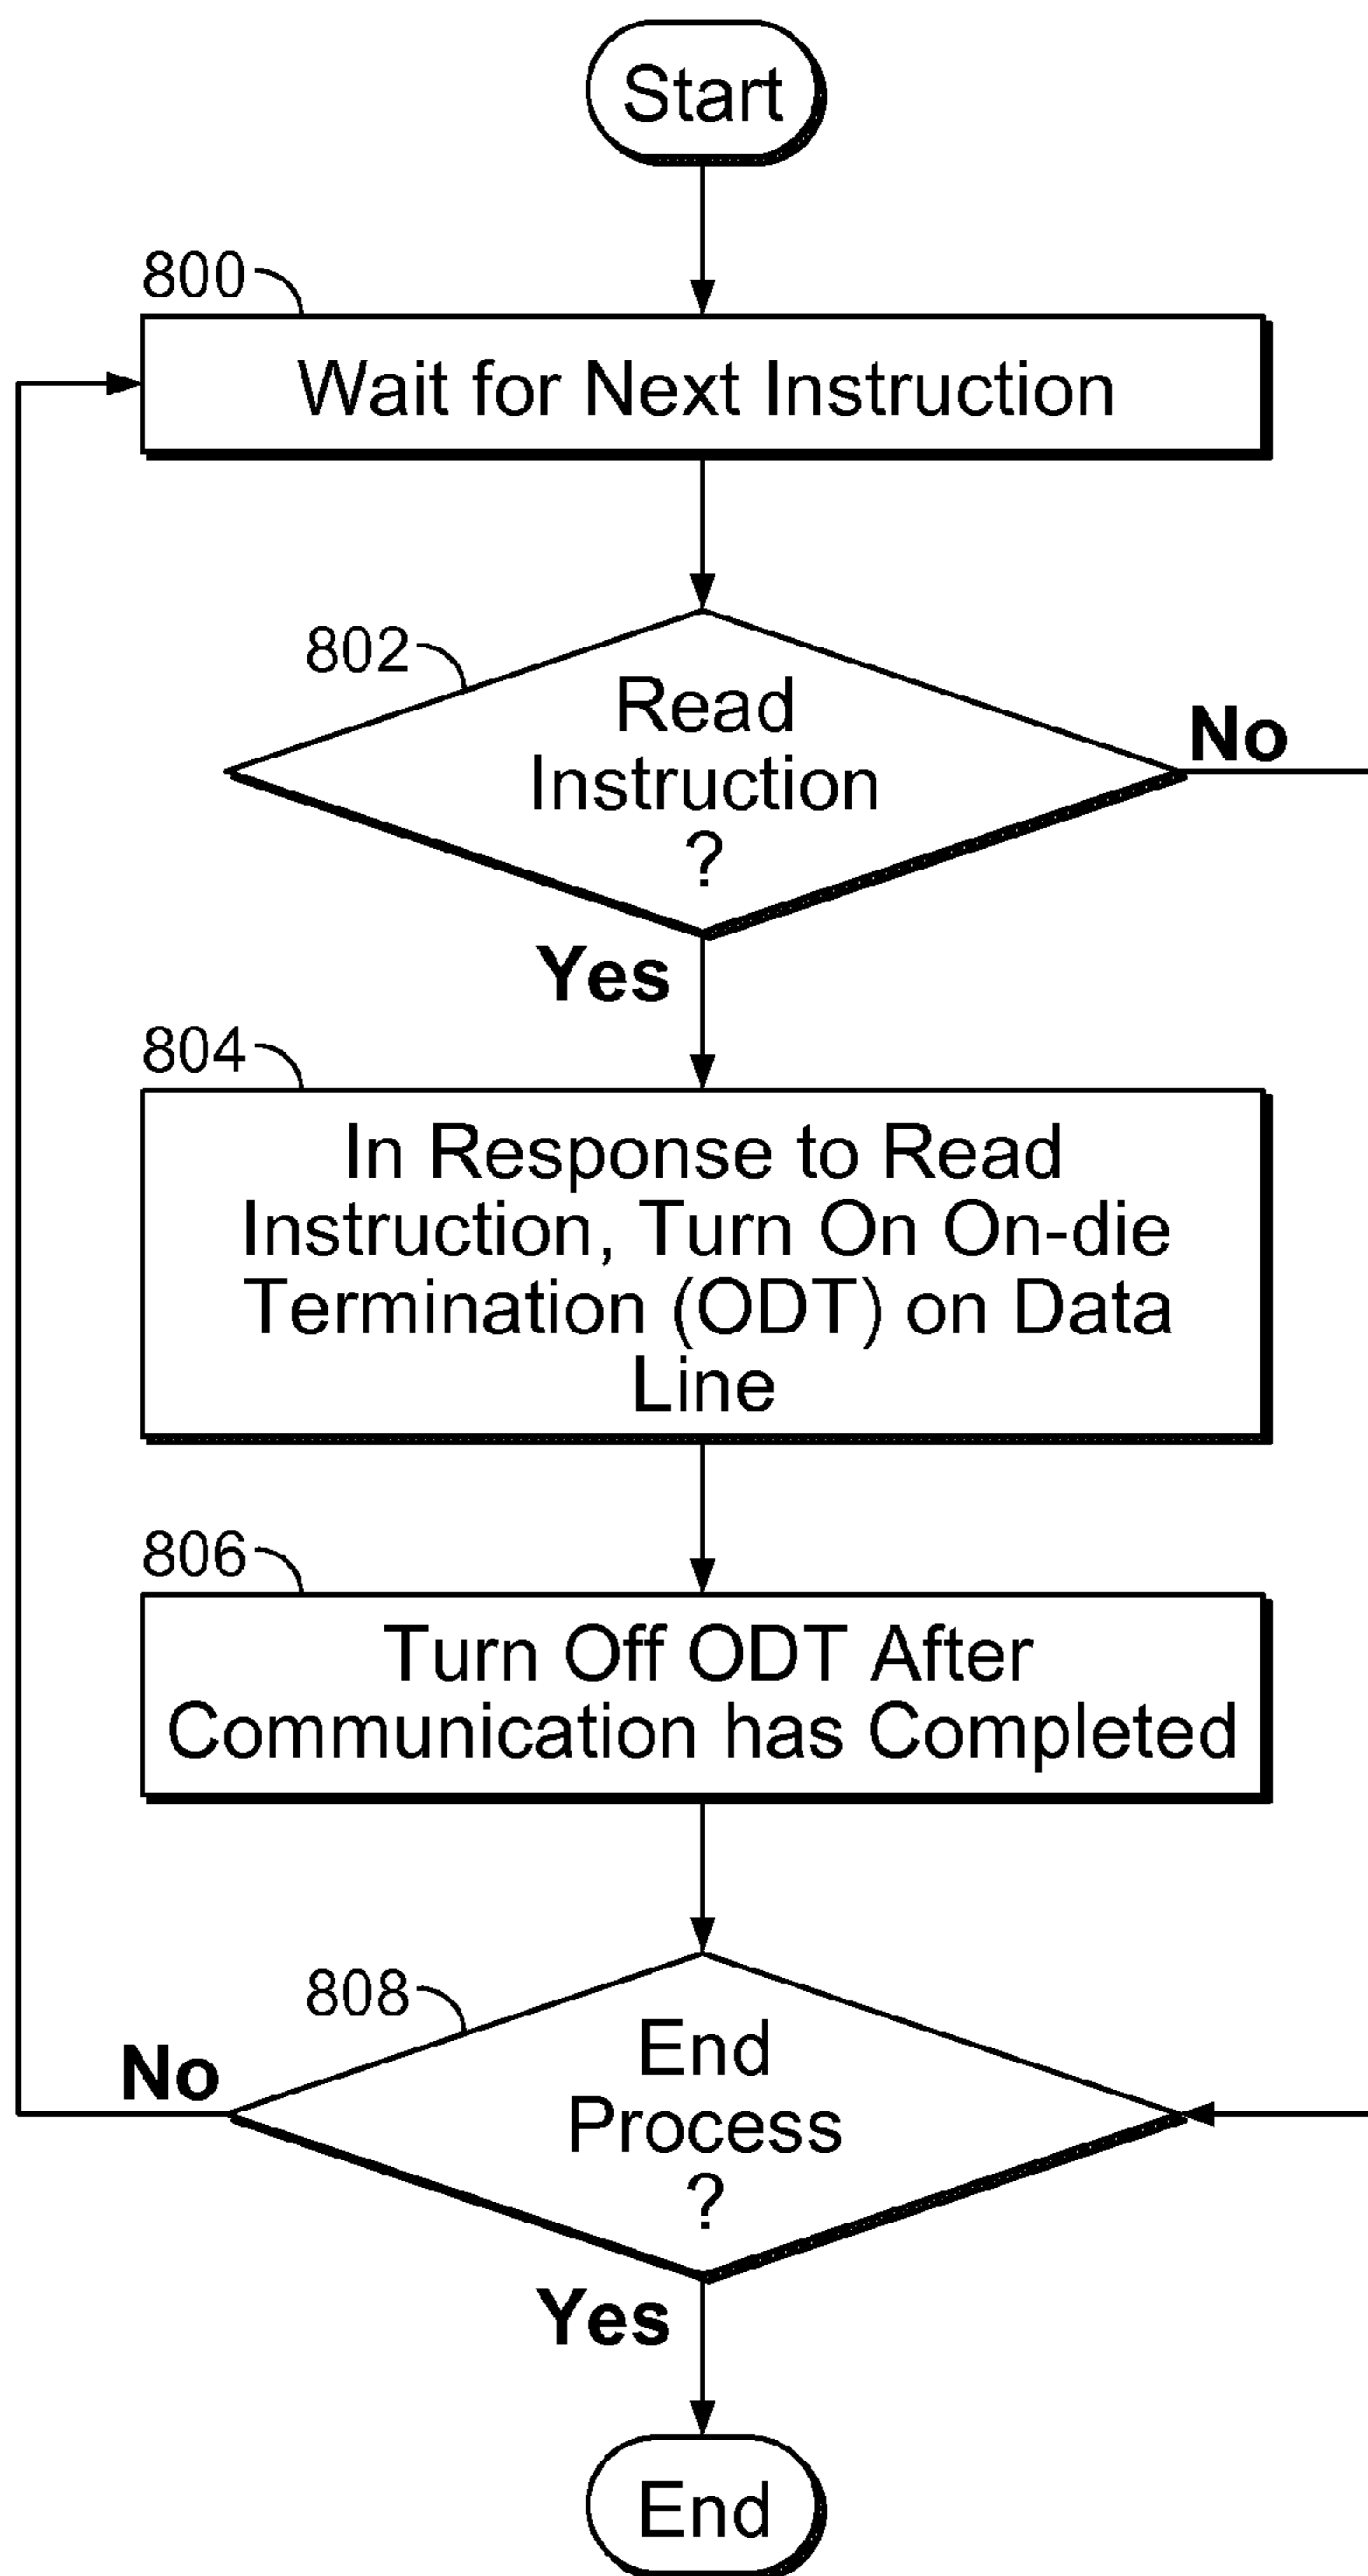 Start
800
Wait for Next Instruction
802
Read
Instruction
?
No
Yes
804
In Response to Read
Instruction, Turn On On-die
Termination (ODT) on Data
Line
806
Turn Off ODT After
Communication has Completed
808
End
Process
?
No
Yes
End